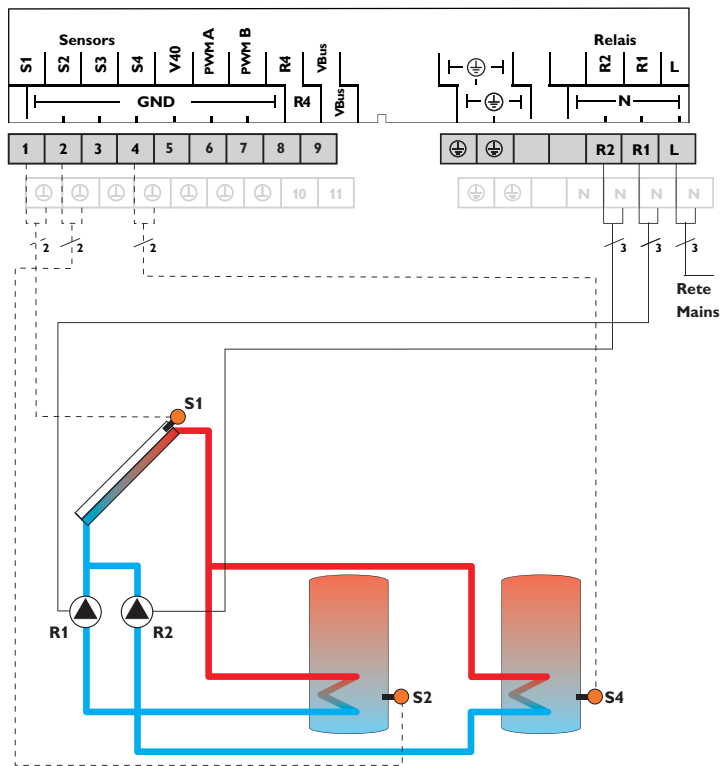 Sensors
Relais
S1 S2 S3 S4 V40 PWM A PWM B R4 VBus
R2 R1 L
GND R4 VBus
N
1 2 3 4 5 6 7 8 9
R2 R1 L
10 11
N N N
2 2 2
3 3 3
Rete
Mains
S1
R1 R2
S2 S4